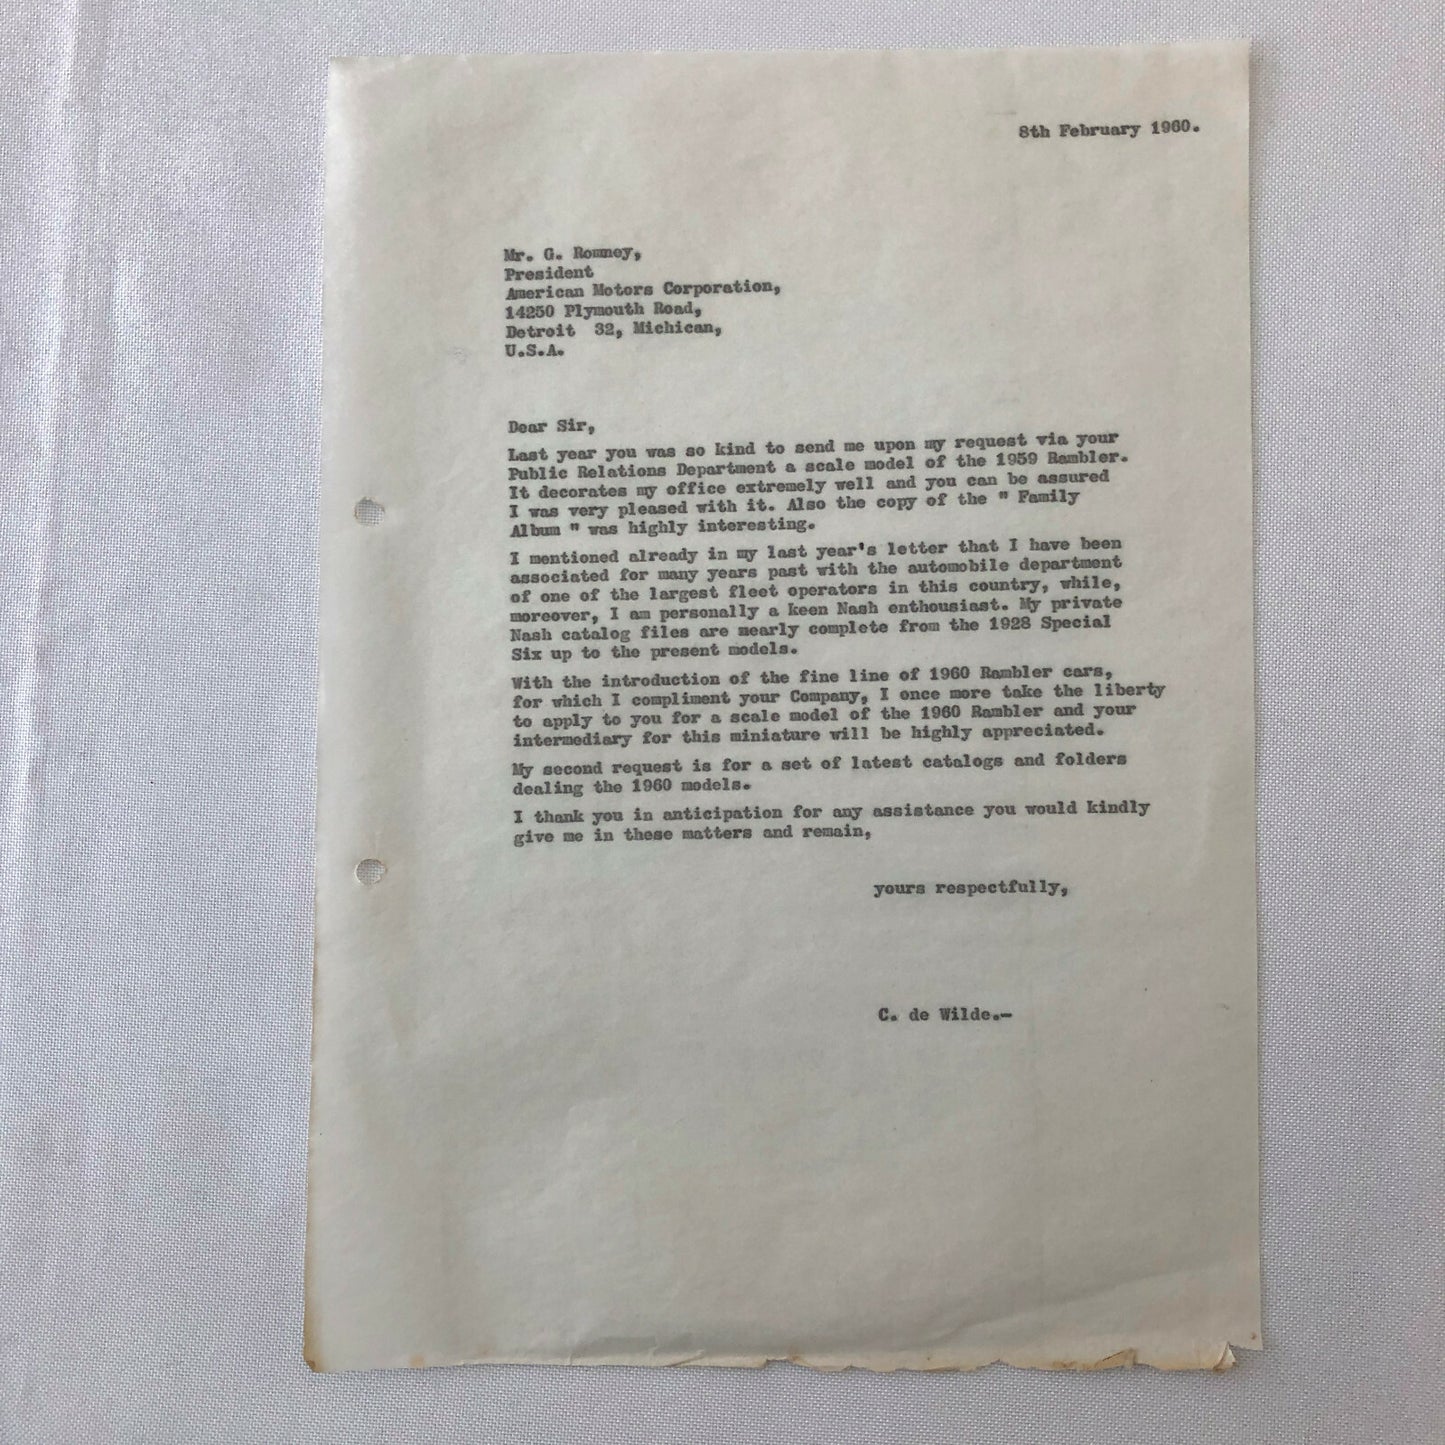 8th February 1960.
Mr. G. Romney,
President
American Motors Corporation,
14250 Plymouth Road,
Detroit  32, Michican,
U.S.A.
Dear Sir,
Last year you was so kind to send me upon my request via your
Public Relations Department a scale model of the 1959 Rambler.
It decorates my office extremely well and you can be assured
I was very pleased with it. Also the copy of the " Family
Album " was highly interesting.
I mentioned already in my last year's letter that I have been
associated for many years past with the automobile department
of one of the largest fleet operators in this country, while,
moreover, I am personally a keen Nash enthousiast. My private
Nash catalog files are nearly complete from the 1928 Special
Six up to the present models.
With the introduction of the fine line of 1960 Rambler cars,
for which I compliment your Company, I once more take the liberty
to apply to you for a scale model of the 1960 Rambler and your
intermediary for this miniature will be highly appreciated.
My second request is for a set of latest catalogs and folders
dealing the 1960 models.
I thank you in anticipation for any assistance you would kindly
give me in these matters and remain,
yours respectfully,
C. de Wilde.-